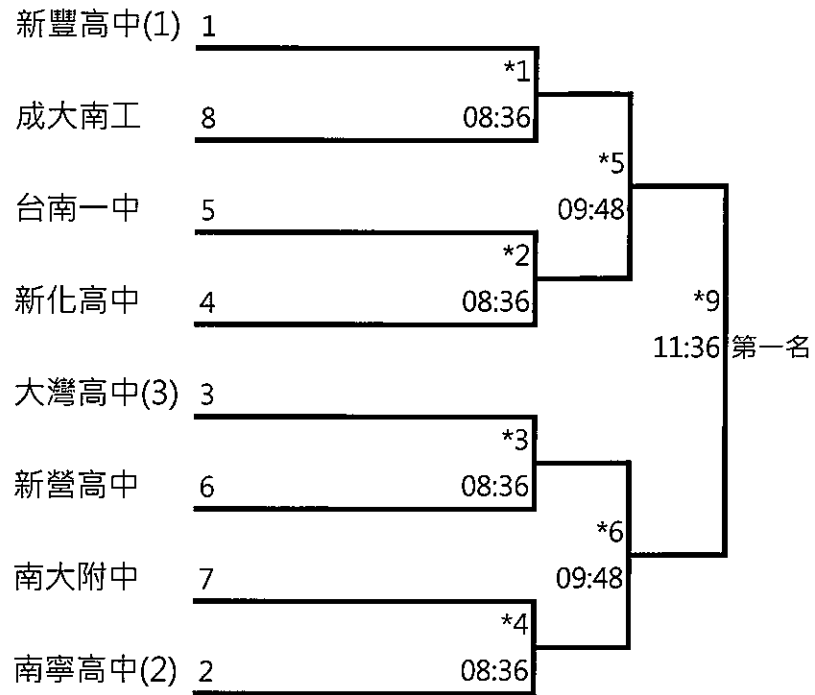 新豐高中(1) 1
*1
成大南工 8 08:36
*5
台南一中 5 09:48
*2
新化高中 4 08:36 *9
11:36 第一名
大灣高中(3) 3
*3
新營高中 6 08:36
*6
南大附中 7 09:48
*4
南寧高中(2) 2 08:36